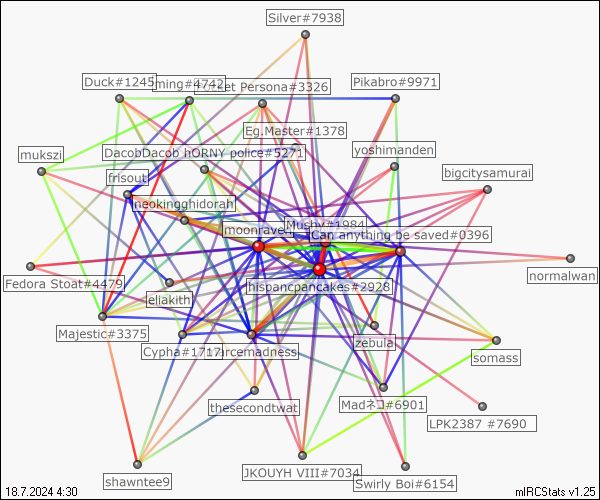 Silver#7938
Duck#1245
ming#4742
et Persona#3326
Pikabro#9971
Eg.Master#1378
mukszi
DacobDacob hORNY police#5271
yoshimanden
frisout
bigcitysamurai
neokingghidorah
moonraven
Mushy#1984
Can anything be saved#0396
Fedora Stoat#4479
eliakith
hispancpancakes#2928
normalwan
Majestic#3375
Cypha#1717
arcemadness
zebula
somass
thesecondtwat
Madネコ#6901
LPK2387 #7690
shawntee9
JKOUYH VIII#7034
Swirly Boi#6154
18.7.2024 4:30
mIRCStats v1.25